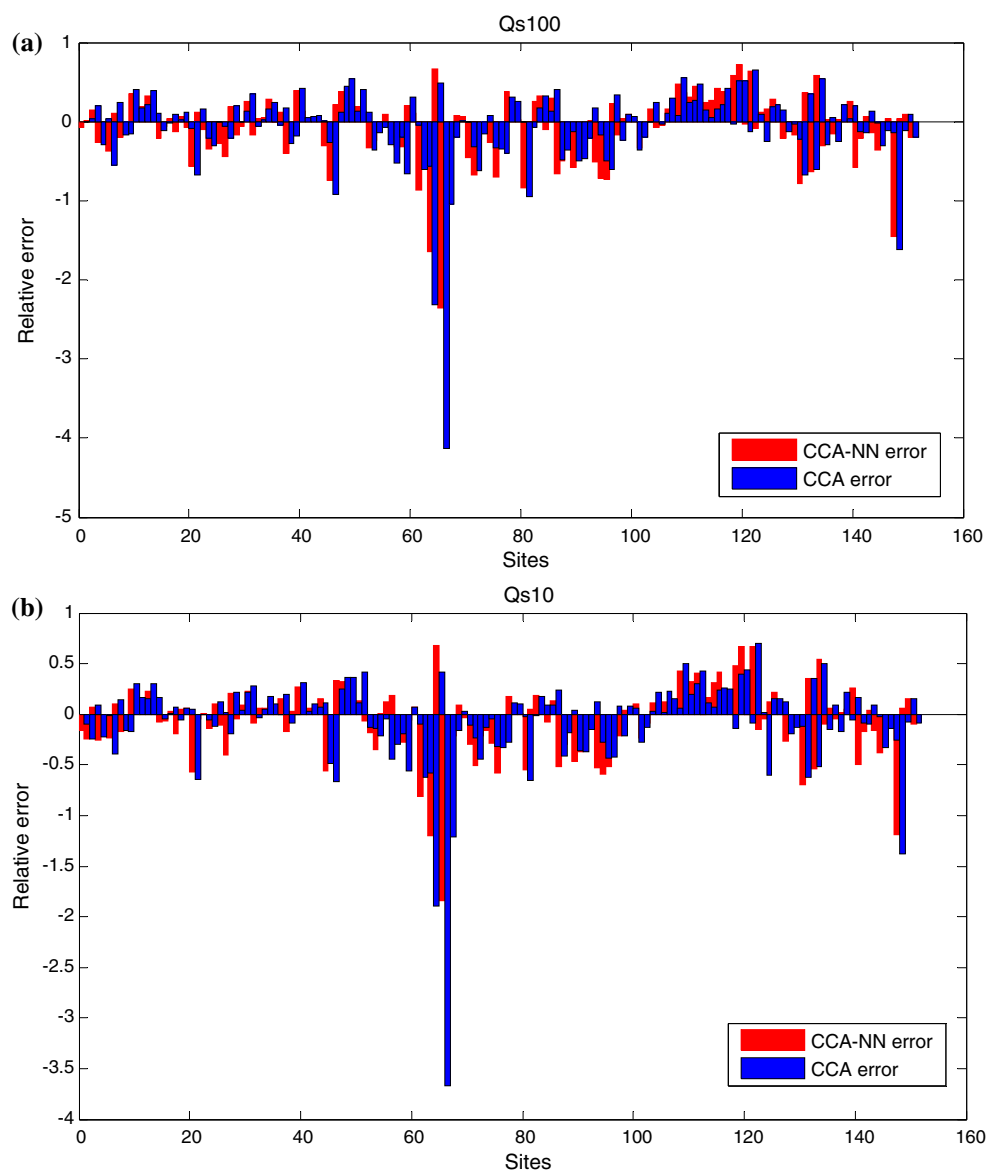 (a)
Qs100
1
0
-1
-2
-3
-4
-5
Relative error
0 20 40 60 80 100 120 140 160
Sites
CCA-NN error
CCA error
(b)
Qs10
1
0.5
0
-0.5
-1
-1.5
-2
-2.5
-3
-3.5
-4
Relative error
0 20 40 60 80 100 120 140 160
Sites
CCA-NN error
CCA error